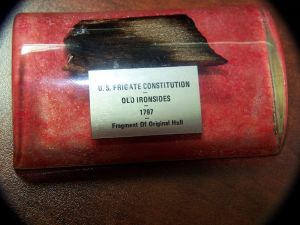 U.S. FRIGATE CONSTITUTION
OLD IRONSIDES
1797
Fragment Of Original Hull